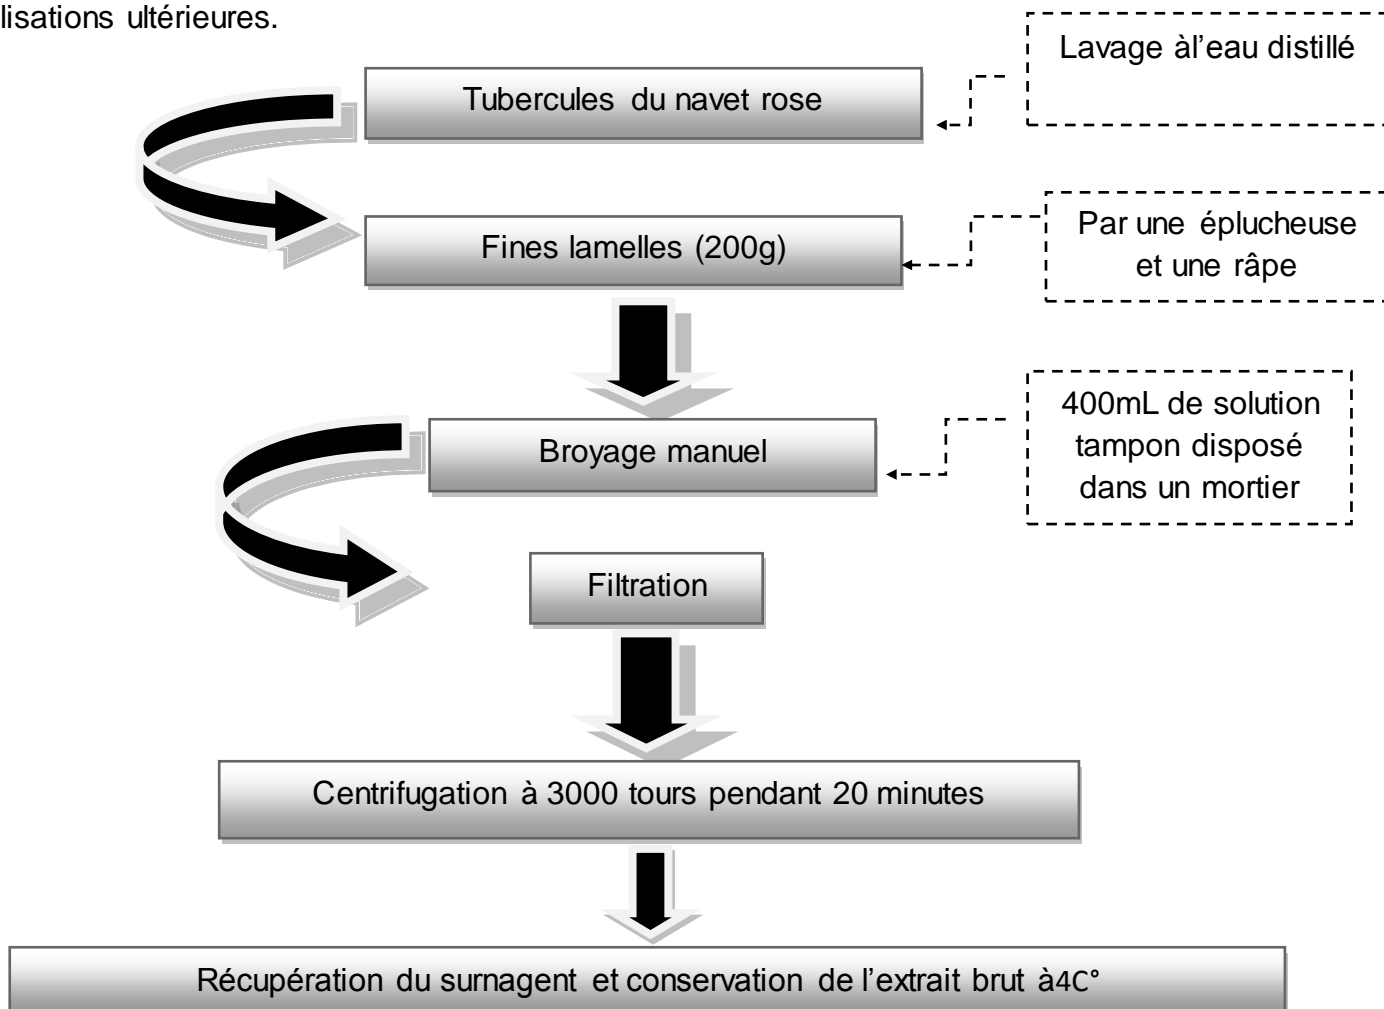 lisations ultérieures.
Lavage àl’eau distillé
Tubercules du navet rose
Par une éplucheuse
et une râpe
Fines lamelles (200g)
400mL de solution
tampon disposé
dans un mortier
Broyage manuel
Filtration
Centrifugation à 3000 tours pendant 20 minutes
Récupération du surnagent et conservation de l’extrait brut à4C°